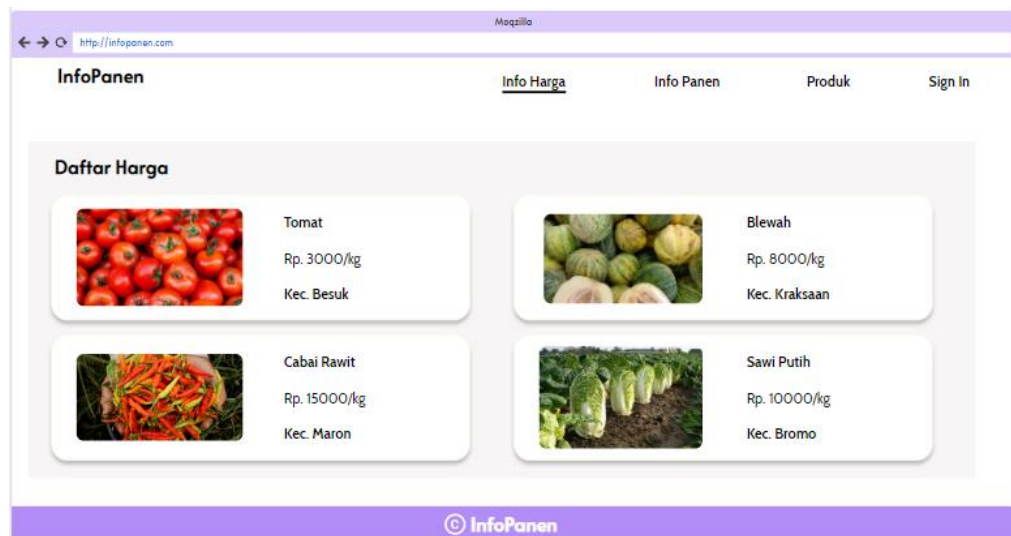 Moqzilla
http://infopanen.com
InfoPanen
Info Harga Info Panen Produk Sign In
Daftar Harga
Tomat
Rp. 3000/kg
Kec. Besuk
Blewah
Rp. 8000/kg
Kec. Kraksaan
Cabai Rawit
Rp. 15000/kg
Kec. Maron
Sawi Putih
Rp. 10000/kg
Kec. Bromo
© InfoPanen